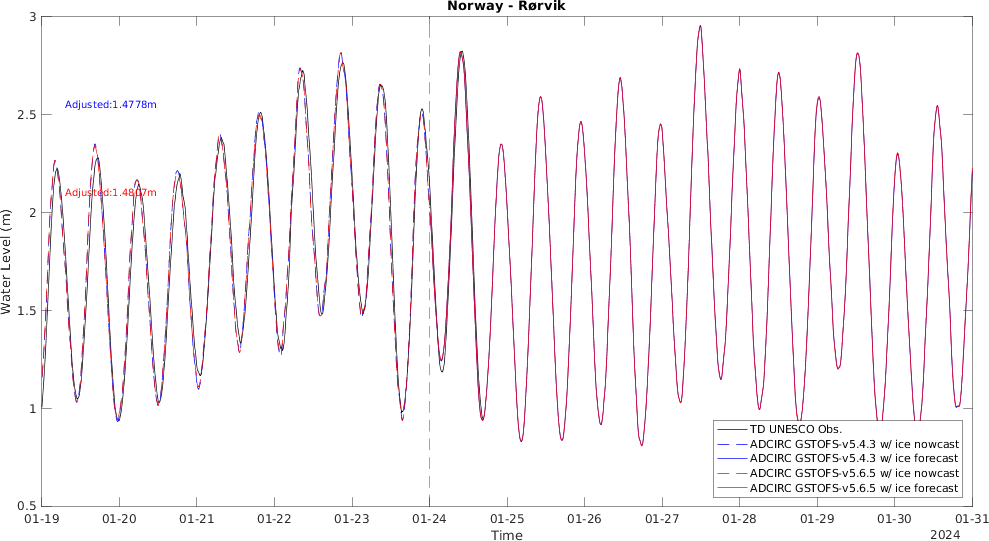 Norway - Rørvik
3
2.5
2
1.5
1
0.5
Water Level (m)
Adjusted:1.4778m
Adjusted:1.4807m
01-19 01-20 01-21 01-22 01-23 01-24 01-25 01-26 01-27 01-28 01-29 01-30 01-31
Time
2024
TD UNESCO Obs.
ADCIRC GSTOFS-v5.4.3 w/ ice nowcast
ADCIRC GSTOFS-v5.4.3 w/ ice forecast
ADCIRC GSTOFS-v5.6.5 w/ ice nowcast
ADCIRC GSTOFS-v5.6.5 w/ ice forecast